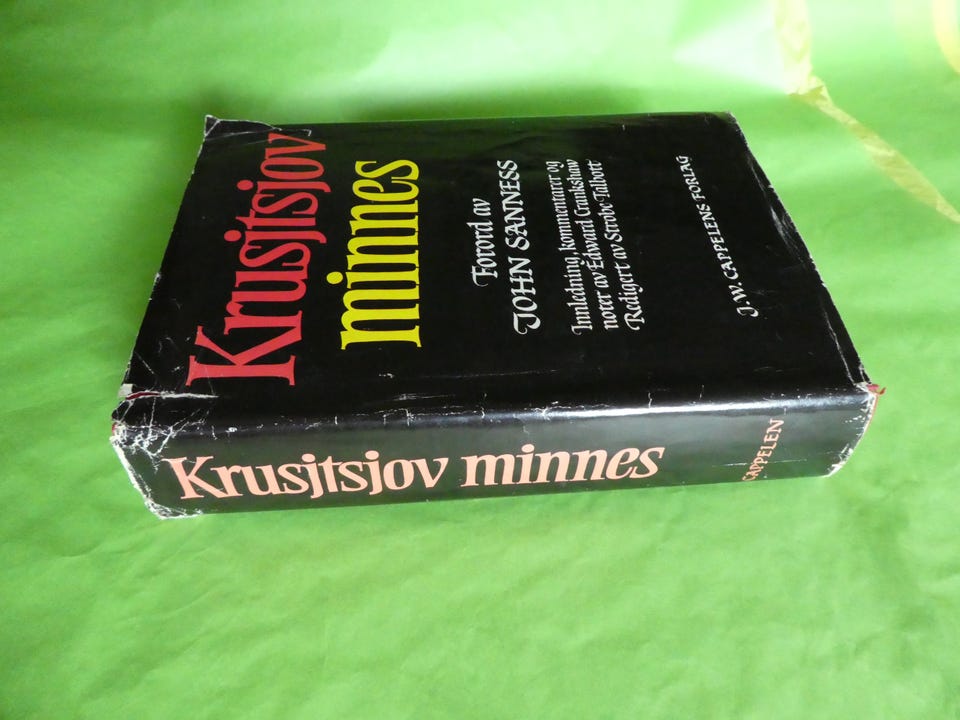 Krusjtsjov
minnes
Forord av
JOHN SANNESS
Innledning, kommentarer og
noter av Edward Crankshaw
Redigert av Strobe Talbott
J.W. CAPPELENS FORLAG
Krusjtsjov minnes
CAPPELEN